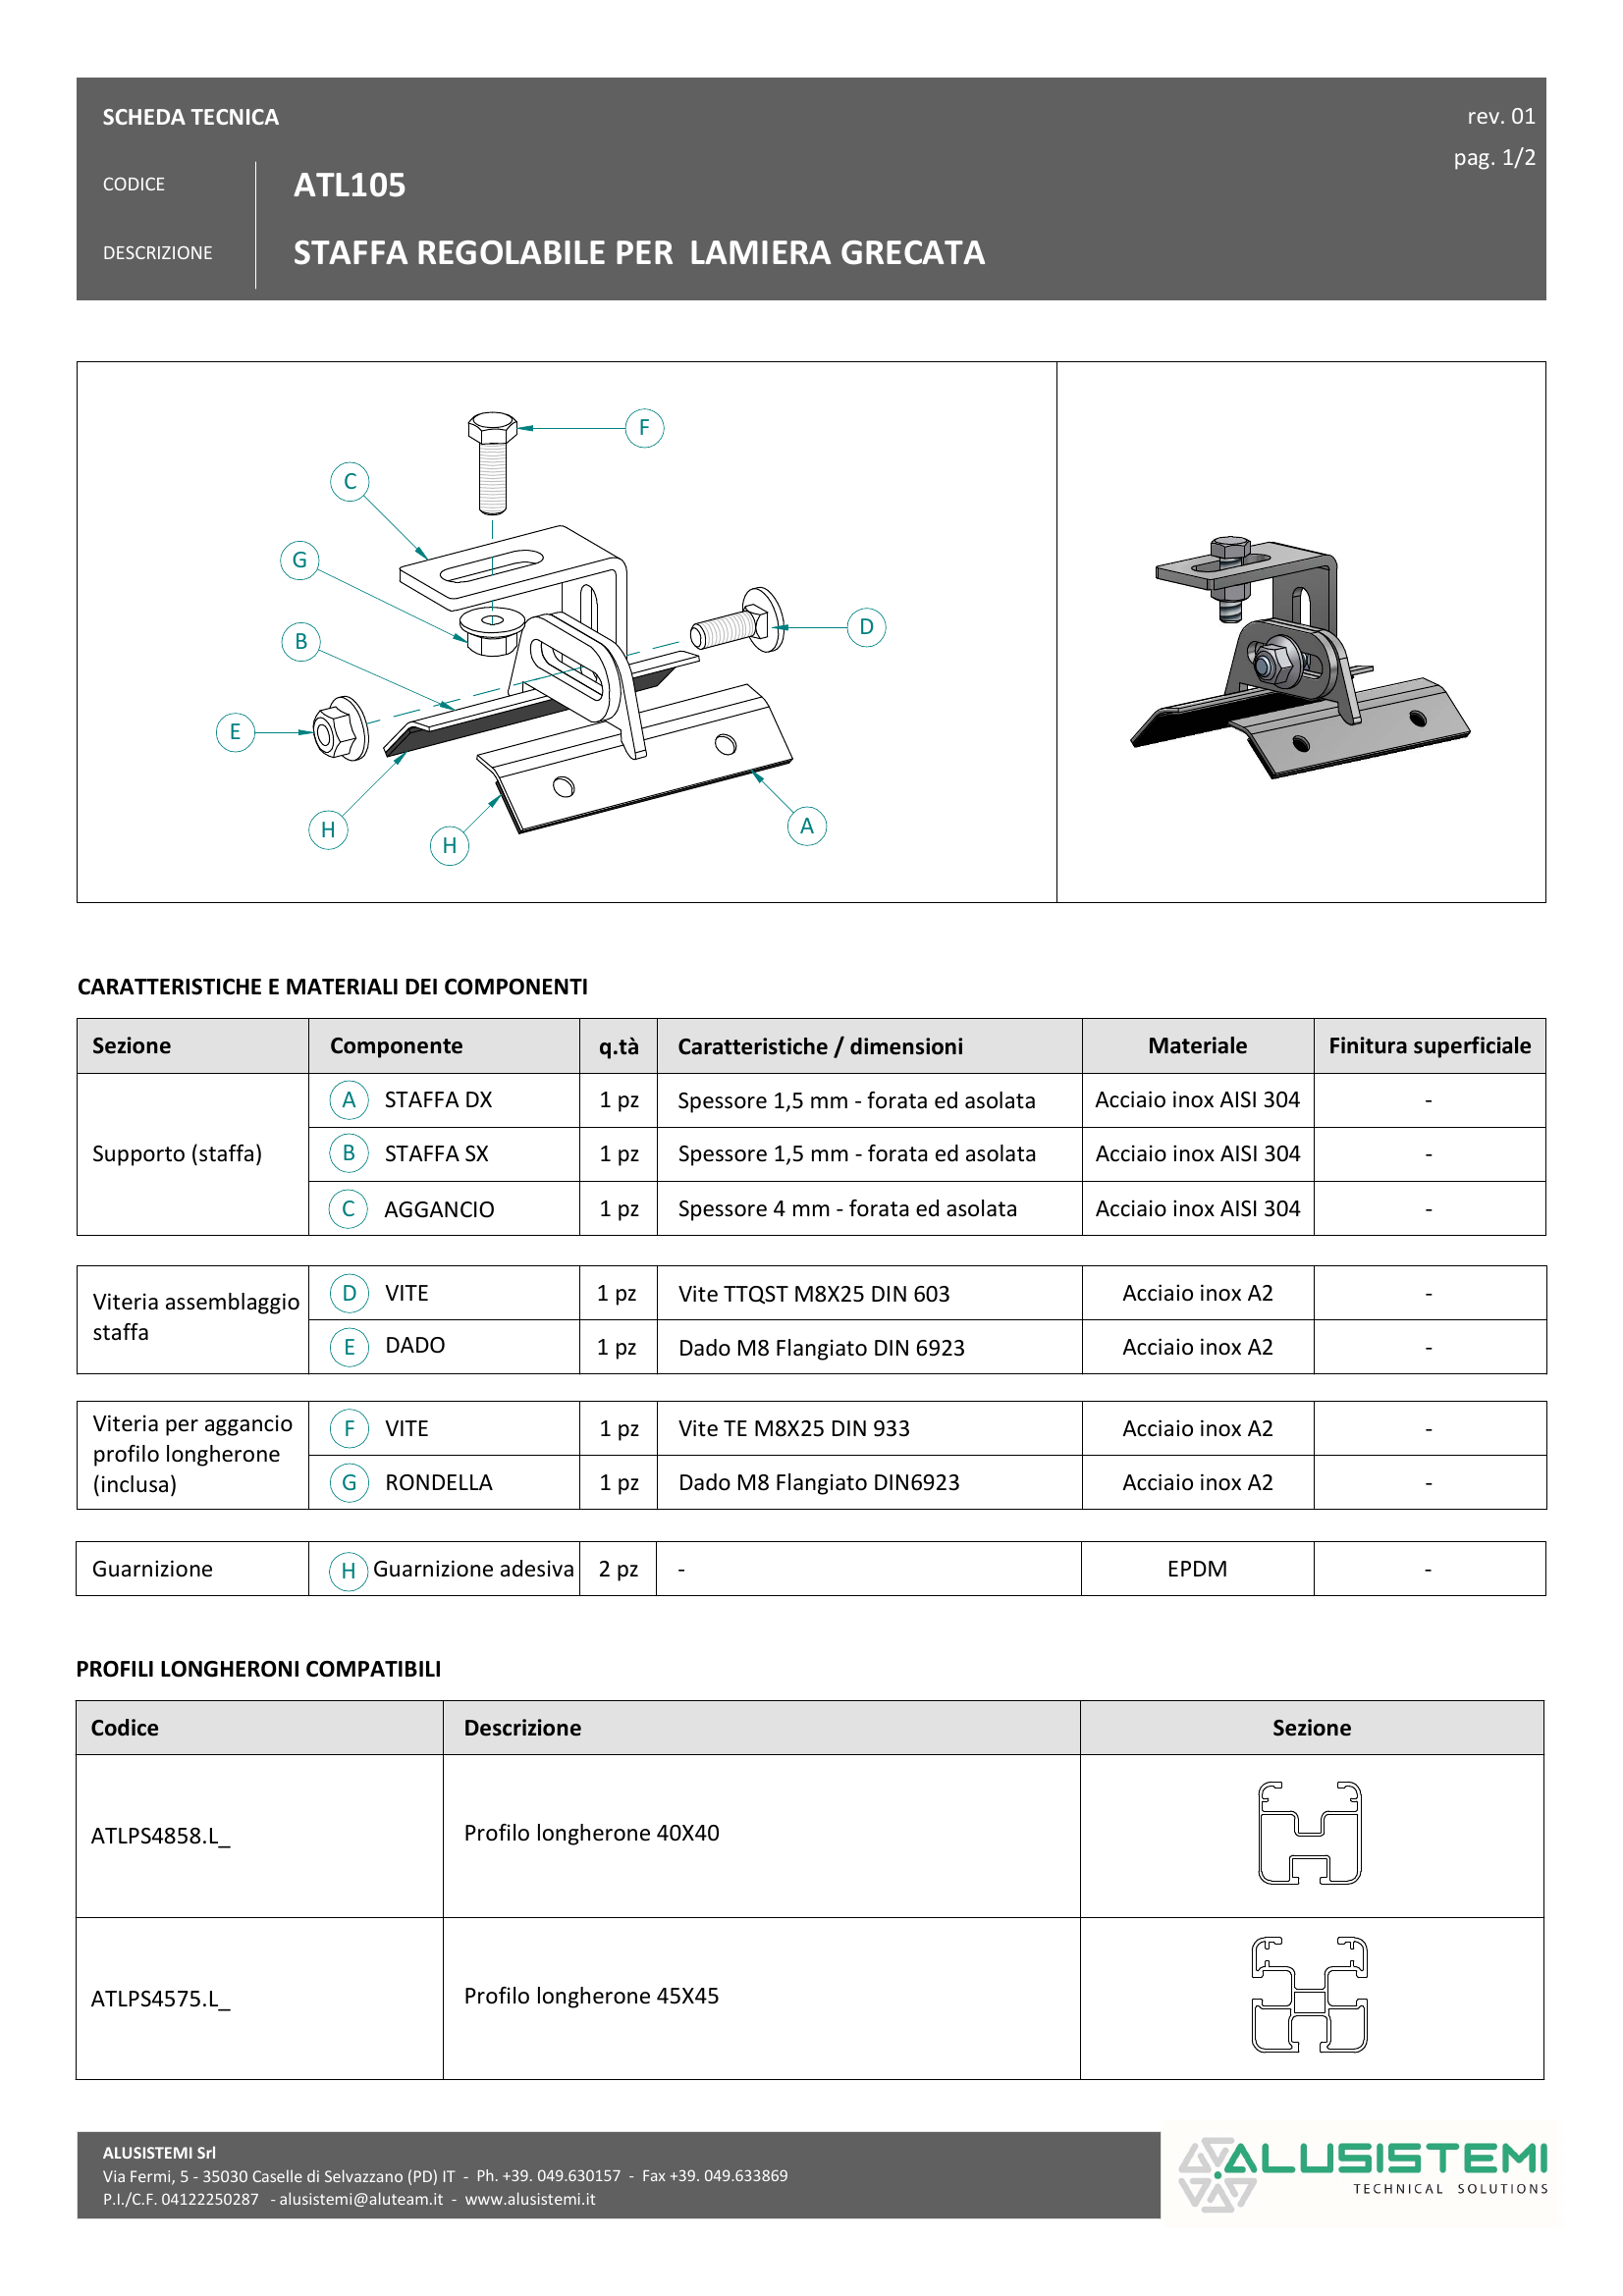 SCHEDA TECNICA
rev. 01
pag. 1/2
CODICE
ATL105
DESCRIZIONE
STAFFA REGOLABILE PER LAMIERA GRECATA
F
C
G
B
D
E
H
H
A
CARATTERISTICHE E MATERIALI DEI COMPONENTI
Sezione Componente q.tà Caratteristiche / dimensioni Materiale Finitura superficiale
Supporto (staffa)
A STAFFA DX 1 pz Spessore 1,5 mm - forata ed asolata Acciaio inox AISI 304 -
B STAFFA SX 1 pz Spessore 1,5 mm - forata ed asolata Acciaio inox AISI 304 -
C AGGANCIO 1 pz Spessore 4 mm - forata ed asolata Acciaio inox AISI 304 -
Viteria assemblaggio
staffa
D VITE 1 pz Vite TTQST M8X25 DIN 603 Acciaio inox A2 -
E DADO 1 pz Dado M8 Flangiato DIN 6923 Acciaio inox A2 -
Viteria per aggancio
profilo longherone
(inclusa)
F VITE 1 pz Vite TE M8X25 DIN 933 Acciaio inox A2 -
G RONDELLA 1 pz Dado M8 Flangiato DIN6923 Acciaio inox A2 -
Guarnizione H Guarnizione adesiva 2 pz - EPDM -
PROFILI LONGHERONI COMPATIBILI
Codice Descrizione Sezione
ATLPS4858.L_ Profilo longherone 40X40
ATLPS4575.L_ Profilo longherone 45X45
ALUSISTEMI Srl
Via Fermi, 5 - 35030 Caselle di Selvazzano (PD) IT - Ph. +39. 049.630157 - Fax +39. 049.633869
P.I./C.F. 04122250287 - alusistemi@aluteam.it - www.alusistemi.it
ALUSISTEMI
TECHNICAL SOLUTIONS